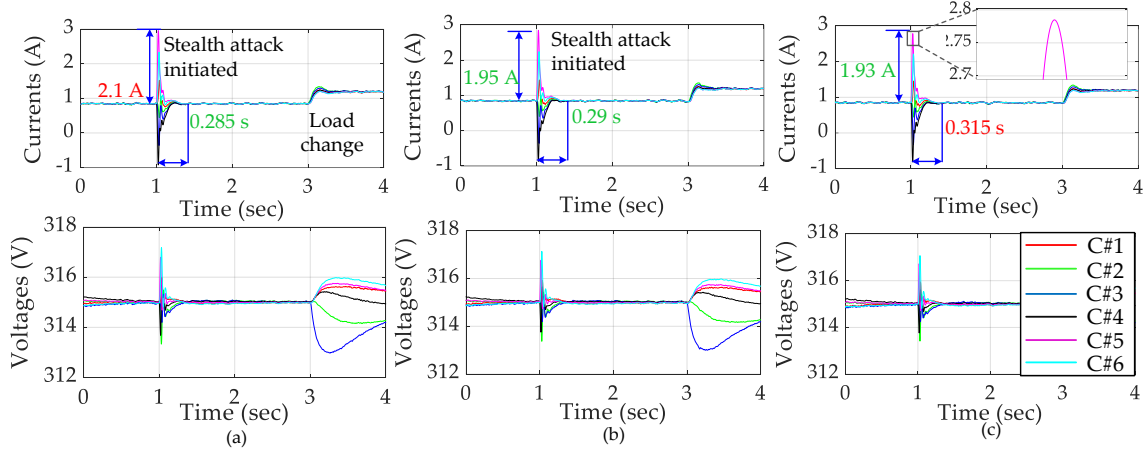 3
2
1
0
-1
Currents (A)
Stealth attack
initiated
2.1 A
0.285 s
Load
change
0 1 2 3 4
Time (sec)
3
2
1
0
-1
Currents (A)
Stealth attack
initiated
1.95 A
0.29 s
0 1 2 3 4
Time (sec)
3
2
1
0
-1
Currents (A)
2.8
2.75
2.7
1.93 A
0.315 s
0 1 2 3 4
Time (sec)
318
316
314
312
Voltages (V)
0 1 2 3 4
Time (sec)
(a)
318
316
314
312
Voltages (V)
0 1 2 3 4
Time (sec)
(b)
318
316
314
312
Voltages (V)
C#1
C#2
C#3
C#4
C#5
C#6
0 1 2 3 4
Time (sec)
(c)